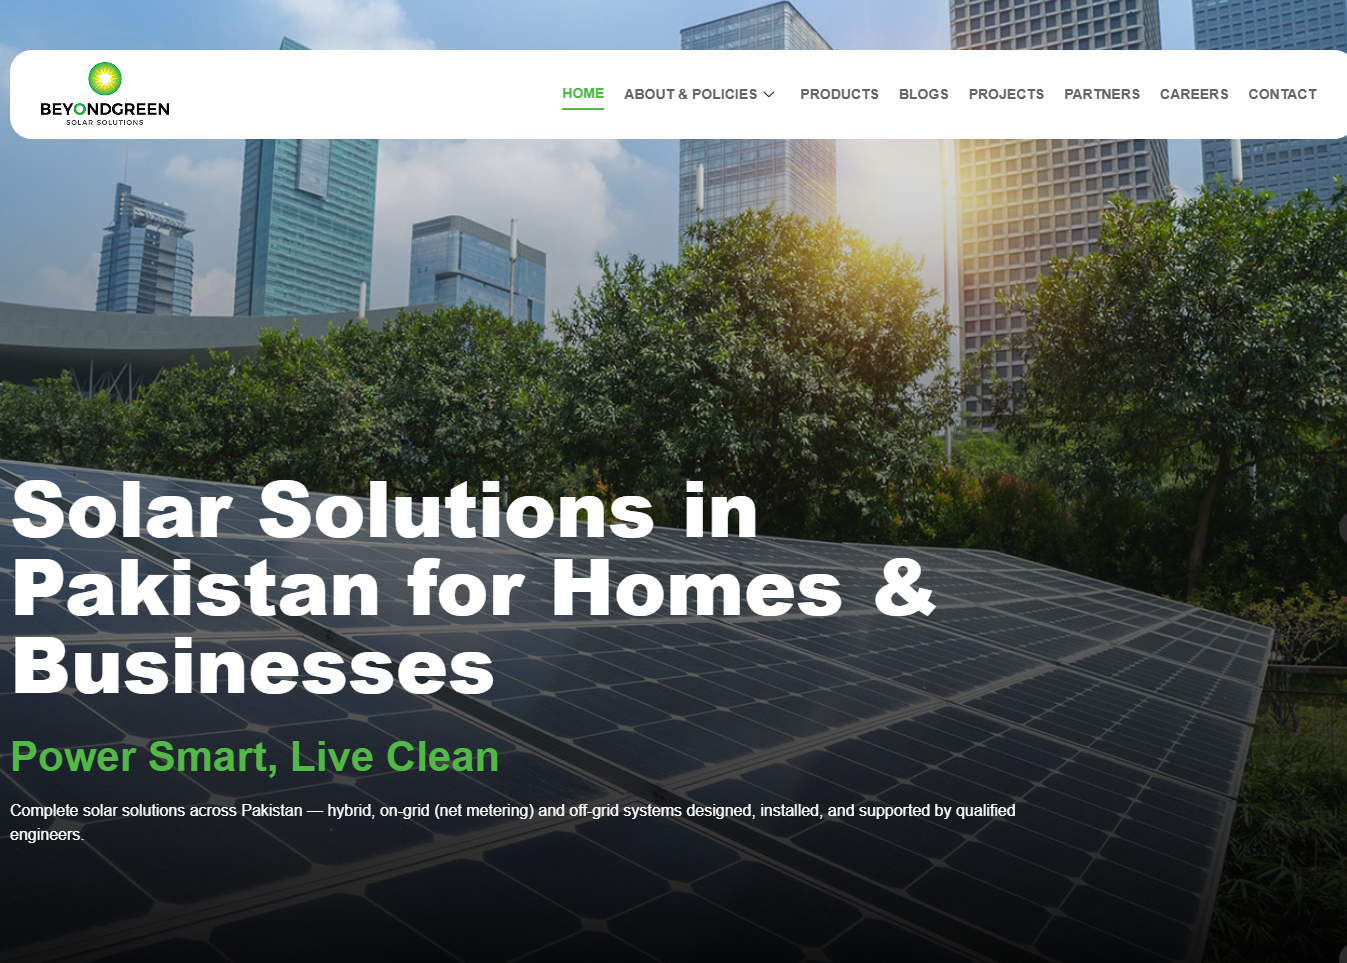 BEYONDGREEN
SOLAR SOLUTIONS
HOME ABOUT & POLICIES PRODUCTS BLOGS PROJECTS PARTNERS CAREERS CONTACT
Solar Solutions in
Pakistan for Homes &
Businesses
Power Smart, Live Clean
Complete solar solutions across Pakistan — hybrid, on-grid (net metering) and off-grid systems designed, installed, and supported by qualified
engineers.